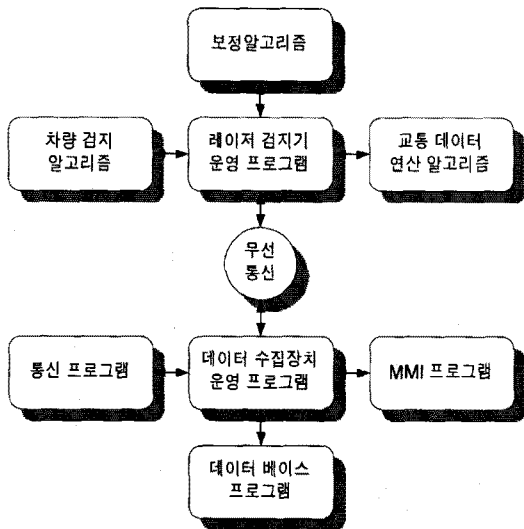 보정알고리즘
차량 검지
알고리즘
레이져 검지기
운영 프로그램
교통 데이터
연산 알고리즘
무선
통신
통신 프로그램
데이터 수집장치
운영 프로그램
MMI 프로그램
데이터 베이스
프로그램